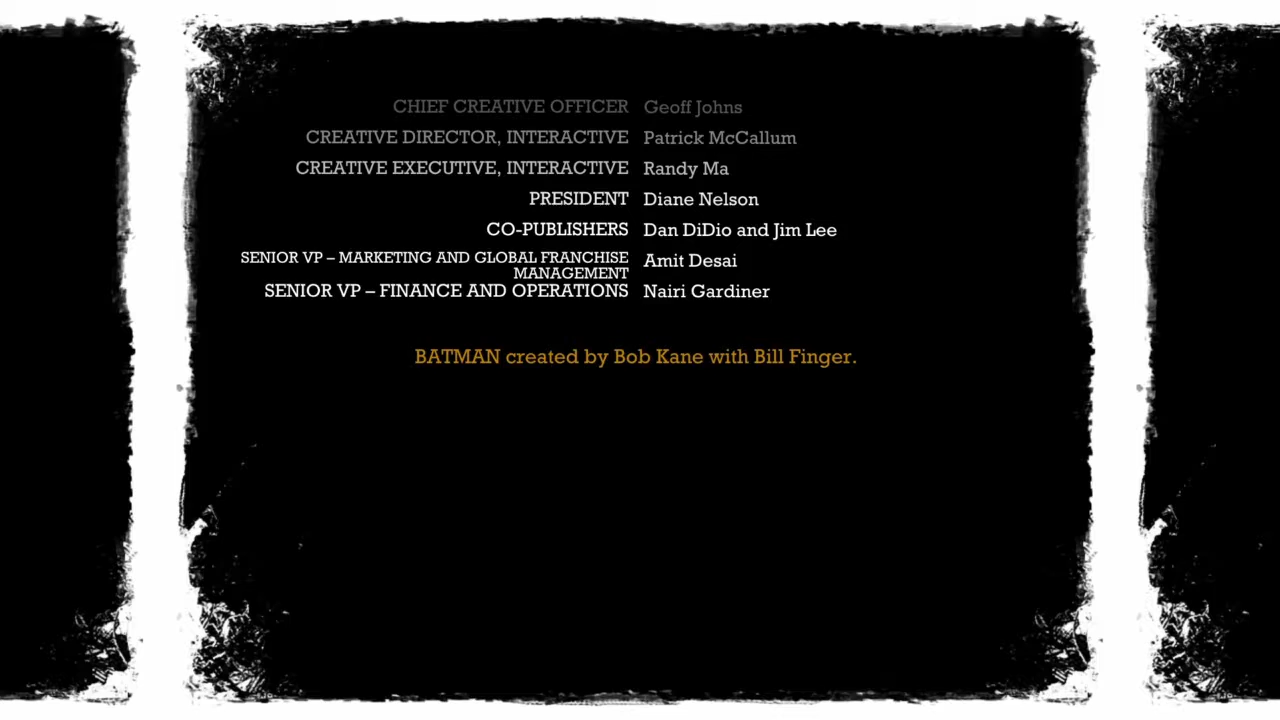 CHIEF CREATIVE OFFICER Geoff Johns
CREATIVE DIRECTOR, INTERACTIVE Patrick McCallum
CREATIVE EXECUTIVE, INTERACTIVE Randy Ma
PRESIDENT Diane Nelson
CO-PUBLISHERS Dan DiDio and Jim Lee
SENIOR VP – MARKETING AND GLOBAL FRANCHISE
MANAGEMENT Amit Desai
SENIOR VP – FINANCE AND OPERATIONS Nairi Gardiner
BATMAN created by Bob Kane with Bill Finger.